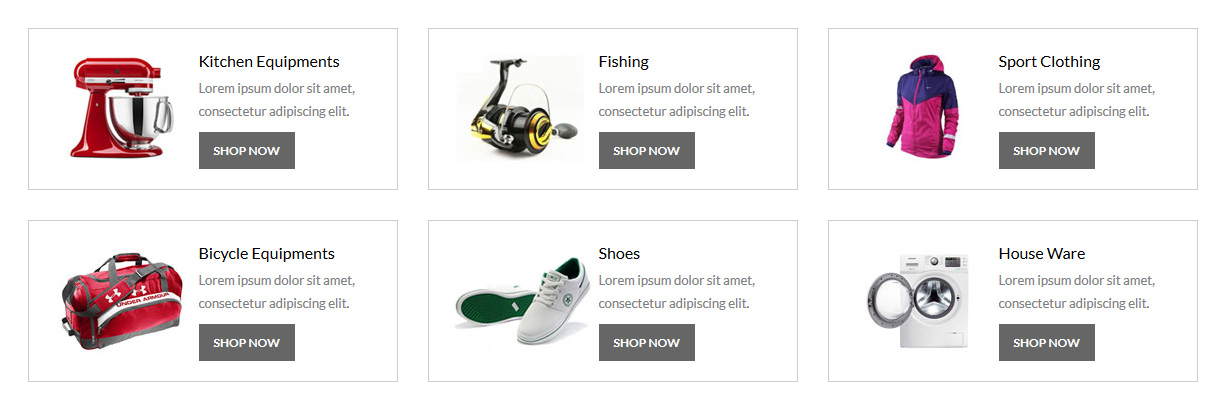 Kitchen Equipments
Lorem ipsum dolor sit amet,
consectetur adipiscing elit.
SHOP NOW
Fishing
Lorem ipsum dolor sit amet,
consectetur adipiscing elit.
SHOP NOW
Sport Clothing
Lorem ipsum dolor sit amet,
consectetur adipiscing elit.
SHOP NOW
UNDER ARMOUR
Bicycle Equipments
Lorem ipsum dolor sit amet,
consectetur adipiscing elit.
SHOP NOW
Shoes
Lorem ipsum dolor sit amet,
consectetur adipiscing elit.
SHOP NOW
House Ware
Lorem ipsum dolor sit amet,
consectetur adipiscing elit.
SHOP NOW